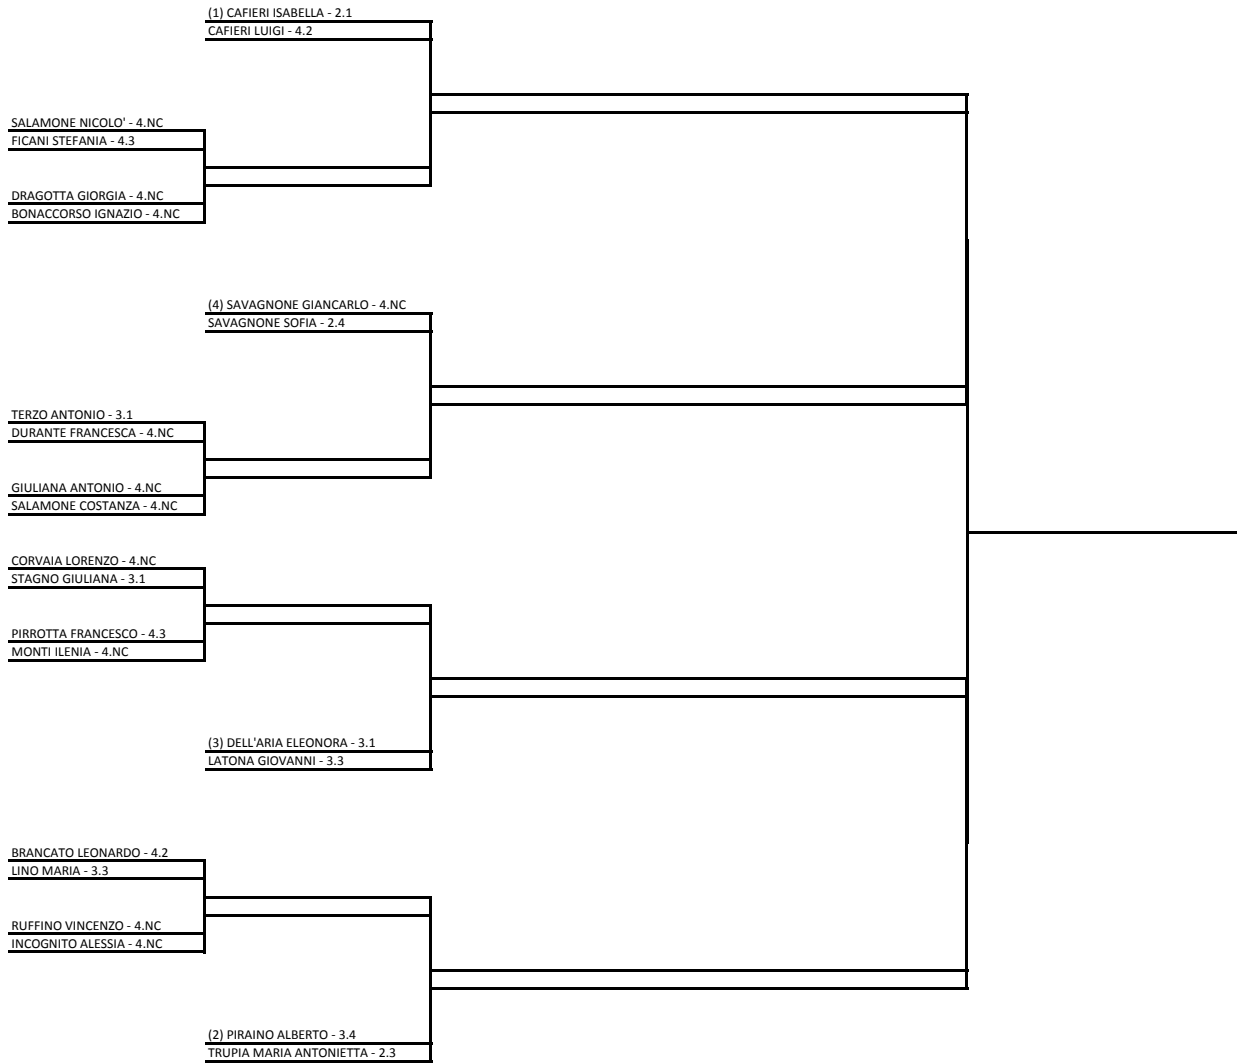 (1) CAFIERI ISABELLA - 2.1
CAFIERI LUIGI - 4.2
SALAMONE NICOLO' - 4.NC
FICANI STEFANIA - 4.3
DRAGOTTA GIORGIA - 4.NC
BONACCORSO IGNAZIO - 4.NC
(4) SAVAGNONE GIANCARLO - 4.NC
SAVAGNONE SOFIA - 2.4
TERZO ANTONIO - 3.1
DURANTE FRANCESCA - 4.NC
GIULIANA ANTONIO - 4.NC
SALAMONE COSTANZA - 4.NC
CORVAIA LORENZO - 4.NC
STAGNO GIULIANA - 3.1
PIRROTTA FRANCESCO - 4.3
MONTI ILENIA - 4.NC
(3) DELL'ARIA ELEONORA - 3.1
LATONA GIOVANNI - 3.3
BRANCATO LEONARDO - 4.2
LINO MARIA - 3.3
RUFFINO VINCENZO - 4.NC
INCOGNITO ALESSIA - 4.NC
(2) PIRAINO ALBERTO - 3.4
TRUPIA MARIA ANTONIETTA - 2.3